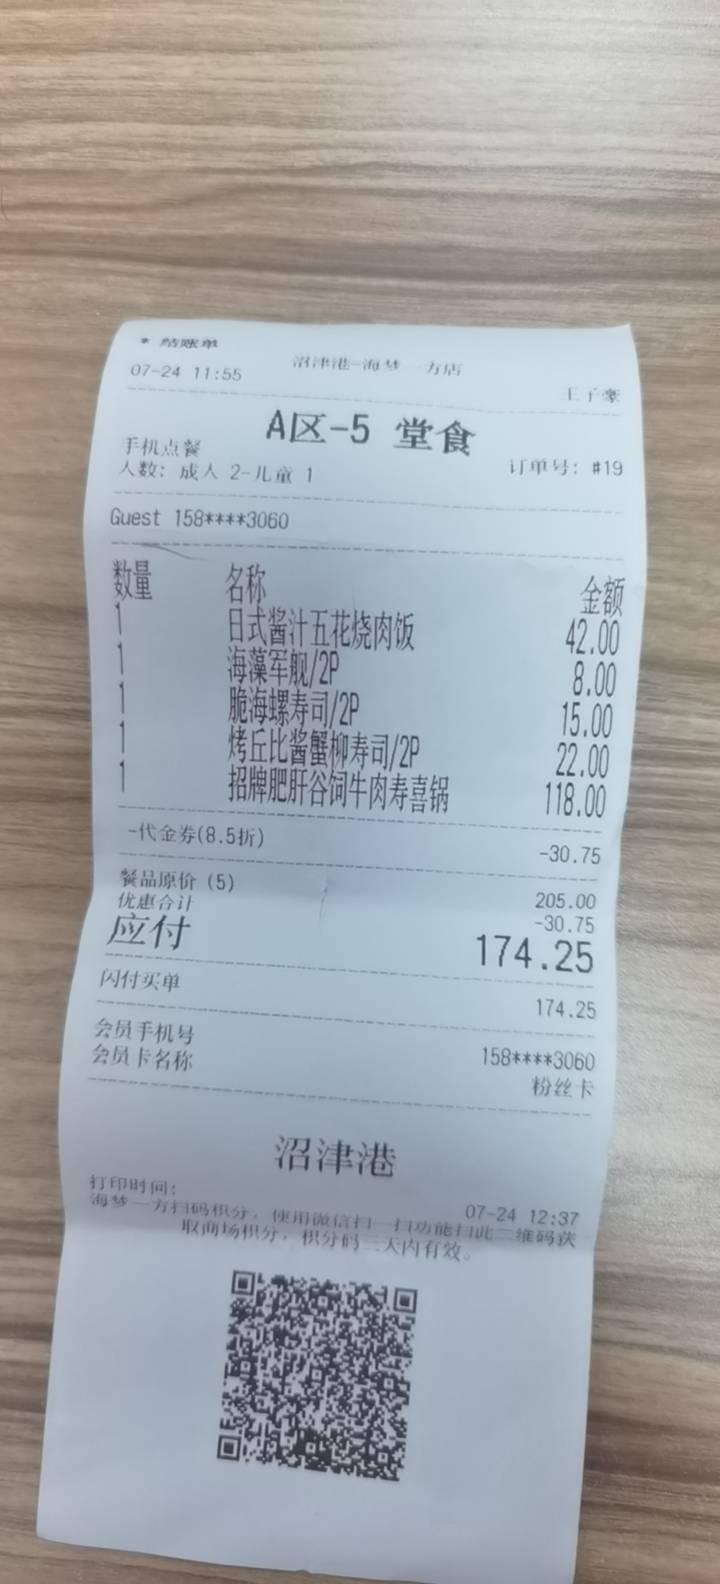 * 结账单
沼津港-海梦一方店
07-24 11:55
王子豪
A区-5 堂食
手机点餐
订单号: #19
人数: 成人 2-儿童 1
Guest 158****3060
数量 名称 金额
1 日式酱汁五花烧肉饭 42.00
1 海藻军舰/2P 8.00
1 脆海螺寿司/2P 15.00
1 烤丘比酱蟹柳寿司/2P 22.00
1 招牌肥肝谷饲牛肉寿喜锅 118.00
-代金券(8.5折) -30.75
餐品原价 (5) 205.00
优惠合计 -30.75
应付 174.25
闪付买单 174.25
会员手机号 158****3060
会员卡名称 粉丝卡
沼津港
打印时间: 07-24 12:37
海梦一方扫码积分, 使用微信扫一扫功能扫此二维码获
取商场积分, 积分码三天内有效。